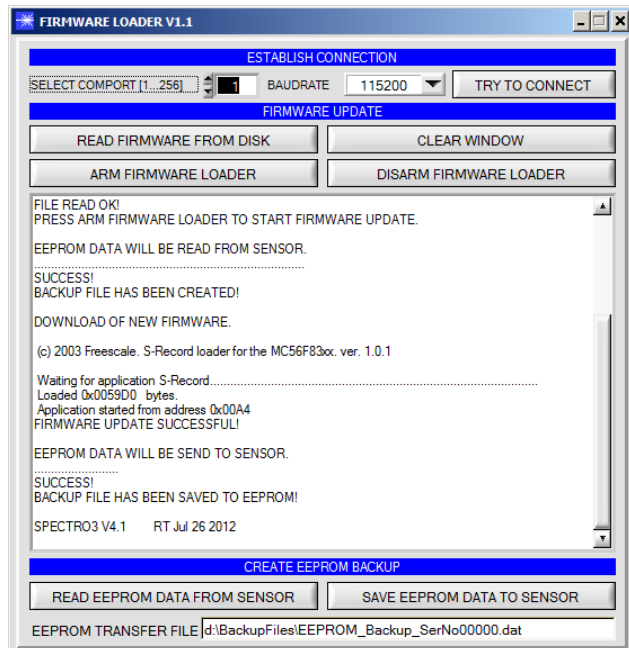 FIRMWARE LOADER V1.1
ESTABLISH CONNECTION
SELECT COMPORT [1...256] 1 BAUDRATE 115200 TRY TO CONNECT
FIRMWARE UPDATE
READ FIRMWARE FROM DISK CLEAR WINDOW
ARM FIRMWARE LOADER DISARM FIRMWARE LOADER
FILE READ OK!
PRESS ARM FIRMWARE LOADER TO START FIRMWARE UPDATE.
EEPROM DATA WILL BE READ FROM SENSOR.
..........................................................................................
SUCCESS!
BACKUP FILE HAS BEEN CREATED!
DOWNLOAD OF NEW FIRMWARE.
(c) 2003 Freescale. S-Record loader for the MC56F83xx. ver. 1.0.1
Waiting for application S-Record.............................................................................................................
Loaded 0x0059D0 bytes.
Application started from address 0x00A4
FIRMWARE UPDATE SUCCESSFUL!
EEPROM DATA WILL BE SEND TO SENSOR.
............................
SUCCESS!
BACKUP FILE HAS BEEN SAVED TO EEPROM!
SPECTRO3 V4.1 RT Jul 26 2012
CREATE EEPROM BACKUP
READ EEPROM DATA FROM SENSOR SAVE EEPROM DATA TO SENSOR
EEPROM TRANSFER FILE d:\BackupFiles\EEPROM_Backup_SerNo00000.dat